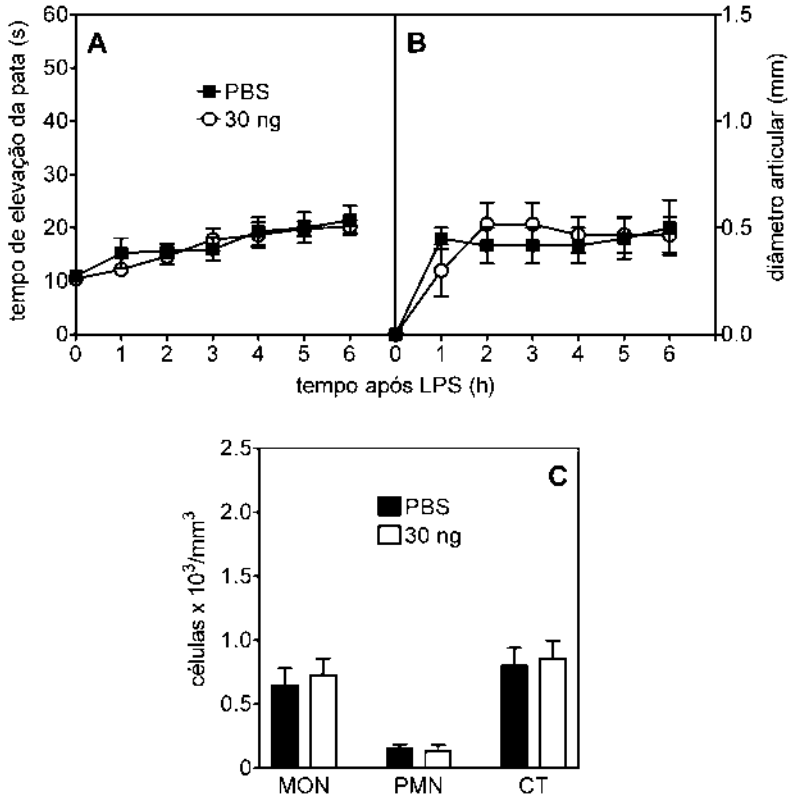 A
B
60
50
40
30
20
10
0
tempo de elevação da pata (s)
PBS
30 ng
1.5
1.0
0.5
0.0
diâmetro articular (mm)
0 1 2 3 4 5 6
0 1 2 3 4 5 6
tempo após LPS (h)
C
2.5
2.0
1.5
1.0
0.5
0
células x 10³/mm³
PBS
30 ng
MON PMN CT